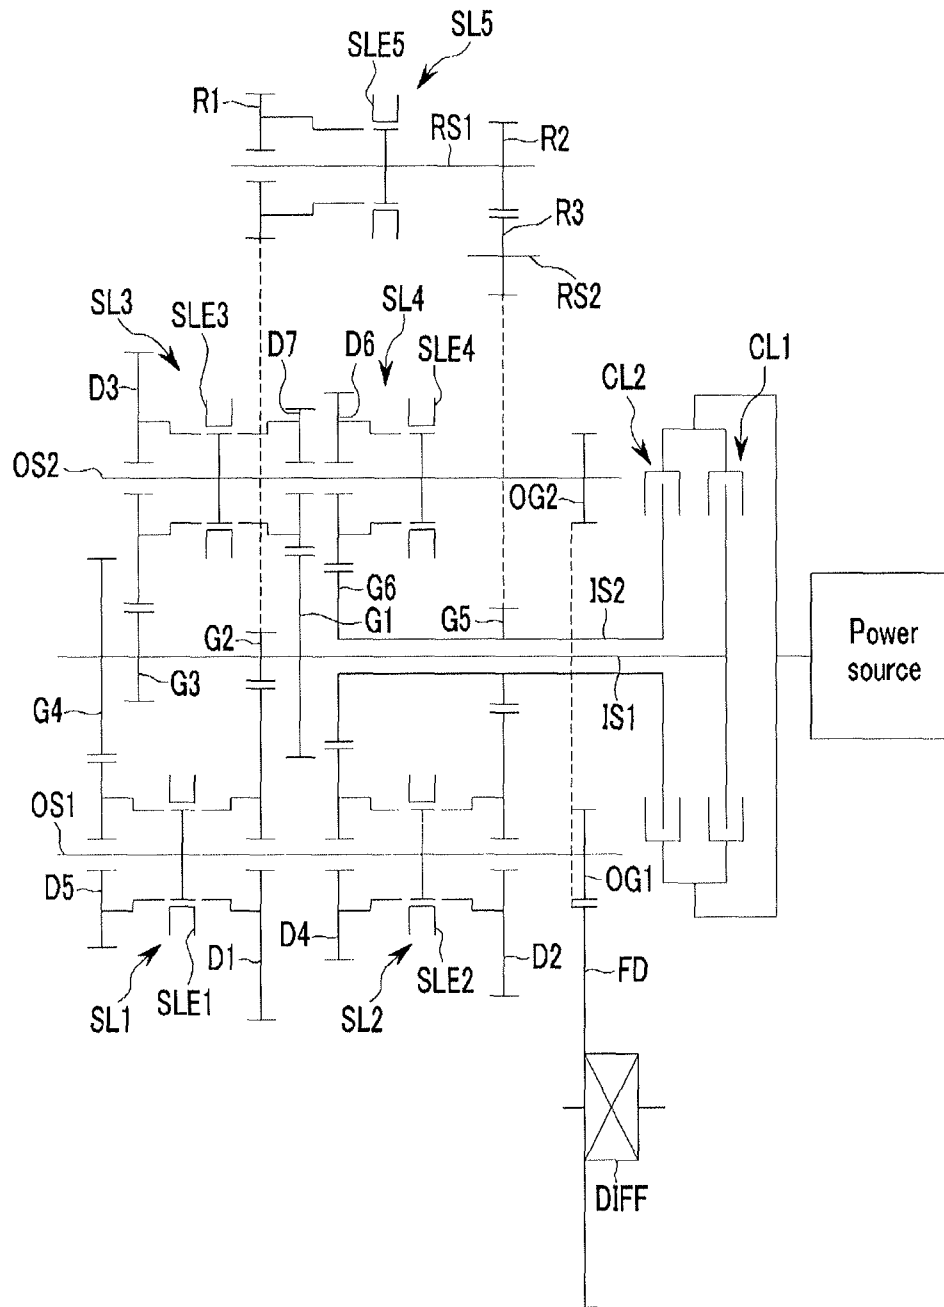 SL5
SLE5
R1
RS1
R2
R3
RS2
SL3
SLE3
SL4
D7
D6
SLE4
CL1
CL2
D3
OS2
OG2
G6
G1
G5
IS2
G2
Power
source
G3
IS1
G4
OS1
D5
OG1
D4
D1
SLE2
D2
FD
SL1
SLE1
SL2
DIFF